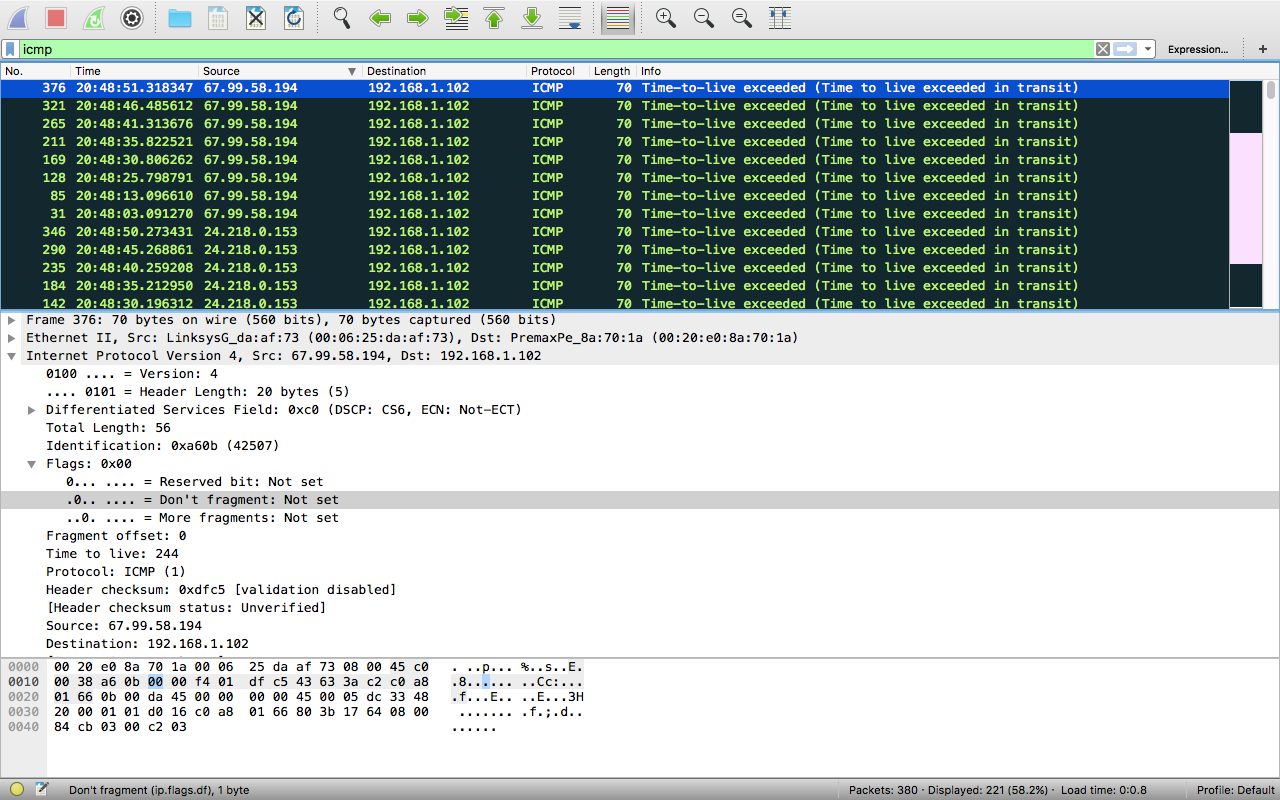 icmp
Expression...
+
No. Time Source Destination Protocol Length Info
376 20:48:51.318347 67.99.58.194 192.168.1.102 ICMP 70 Time-to-live exceeded (Time to live exceeded in transit)
321 20:48:46.485612 67.99.58.194 192.168.1.102 ICMP 70 Time-to-live exceeded (Time to live exceeded in transit)
265 20:48:41.313676 67.99.58.194 192.168.1.102 ICMP 70 Time-to-live exceeded (Time to live exceeded in transit)
211 20:48:35.822521 67.99.58.194 192.168.1.102 ICMP 70 Time-to-live exceeded (Time to live exceeded in transit)
169 20:48:30.806262 67.99.58.194 192.168.1.102 ICMP 70 Time-to-live exceeded (Time to live exceeded in transit)
128 20:48:25.798791 67.99.58.194 192.168.1.102 ICMP 70 Time-to-live exceeded (Time to live exceeded in transit)
85 20:48:13.096610 67.99.58.194 192.168.1.102 ICMP 70 Time-to-live exceeded (Time to live exceeded in transit)
31 20:48:03.091270 67.99.58.194 192.168.1.102 ICMP 70 Time-to-live exceeded (Time to live exceeded in transit)
346 20:48:50.273431 24.218.0.153 192.168.1.102 ICMP 70 Time-to-live exceeded (Time to live exceeded in transit)
290 20:48:45.268861 24.218.0.153 192.168.1.102 ICMP 70 Time-to-live exceeded (Time to live exceeded in transit)
235 20:48:40.259208 24.218.0.153 192.168.1.102 ICMP 70 Time-to-live exceeded (Time to live exceeded in transit)
184 20:48:35.212950 24.218.0.153 192.168.1.102 ICMP 70 Time-to-live exceeded (Time to live exceeded in transit)
142 20:48:30.196312 24.218.0.153 192.168.1.102 ICMP 70 Time-to-live exceeded (Time to live exceeded in transit)
Frame 376: 70 bytes on wire (560 bits), 70 bytes captured (560 bits)
Ethernet II, Src: LinksysG_da:af:73 (00:06:25:da:af:73), Dst: PremaxPe_8a:70:1a (00:20:e0:8a:70:1a)
Internet Protocol Version 4, Src: 67.99.58.194, Dst: 192.168.1.102
0100 .... = Version: 4
.... 0101 = Header Length: 20 bytes (5)
Differentiated Services Field: 0xc0 (DSCP: CS6, ECN: Not-ECT)
Total Length: 56
Identification: 0xa60b (42507)
Flags: 0x00
0... .... = Reserved bit: Not set
.0.. .... = Don't fragment: Not set
..0. .... = More fragments: Not set
Fragment offset: 0
Time to live: 244
Protocol: ICMP (1)
Header checksum: 0xdfc5 [validation disabled]
[Header checksum status: Unverified]
Source: 67.99.58.194
Destination: 192.168.1.102
0000 00 20 e0 8a 70 1a 00 06 25 da af 73 08 00 45 c0 . ..p... %..s..E.
0010 00 38 a6 0b 00 00 f4 01 df c5 43 63 3a c2 c0 a8 .8...... ..Cc:...
0020 01 66 0b 00 da 45 00 00 00 00 45 00 05 dc 33 48 .f...E.. ..E...3H
0030 20 00 01 01 d0 16 c0 a8 01 66 80 3b 17 64 08 00 ....... .f.;.d..
0040 84 cb 03 00 c2 03 ......
Don't fragment (ip.flags.df), 1 byte
Packets: 380 · Displayed: 221 (58.2%) · Load time: 0:0.8
Profile: Default